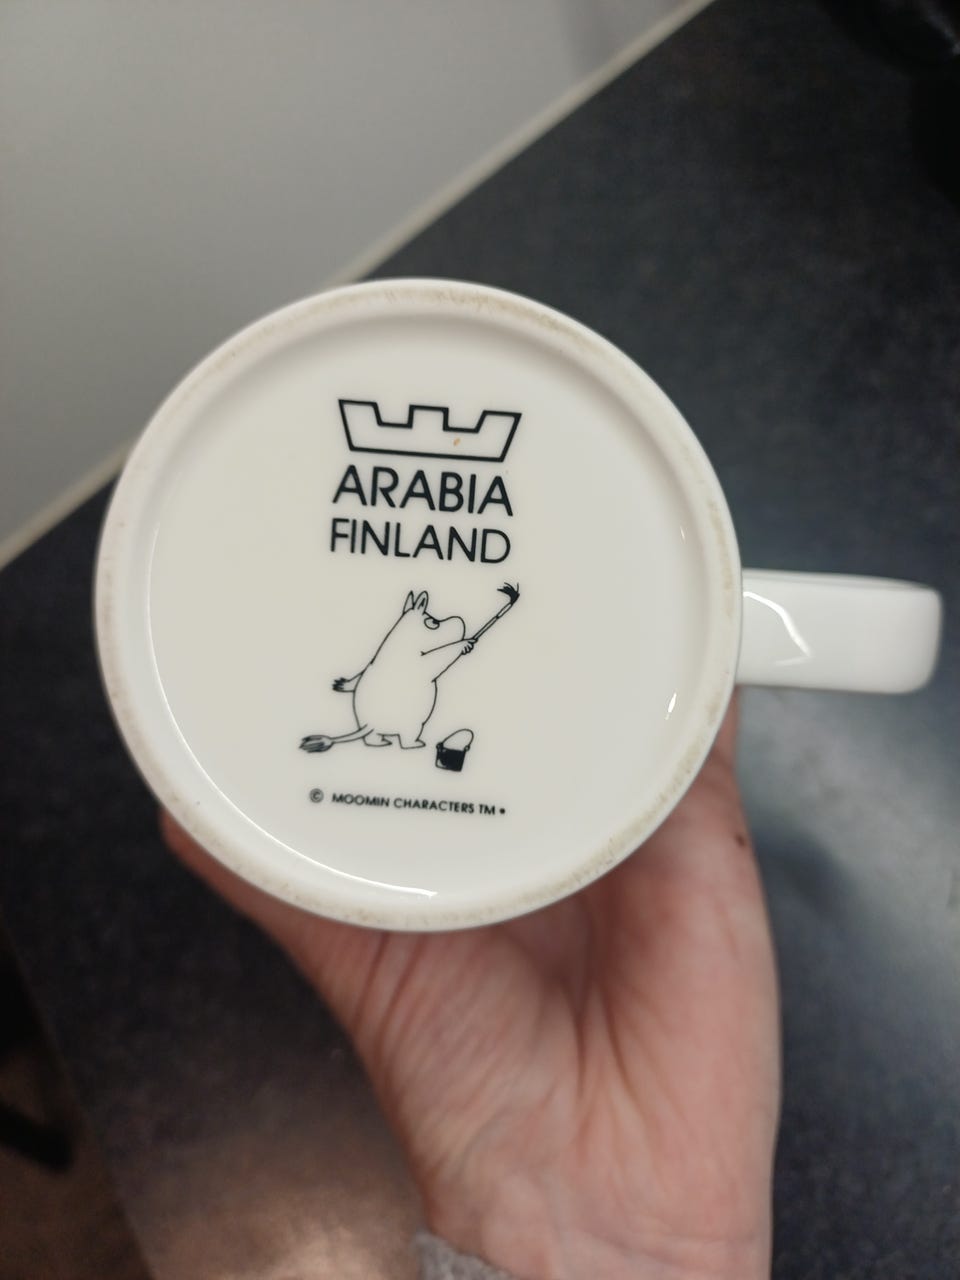 ARABIA
FINLAND
© MOOMIN CHARACTERS TM •